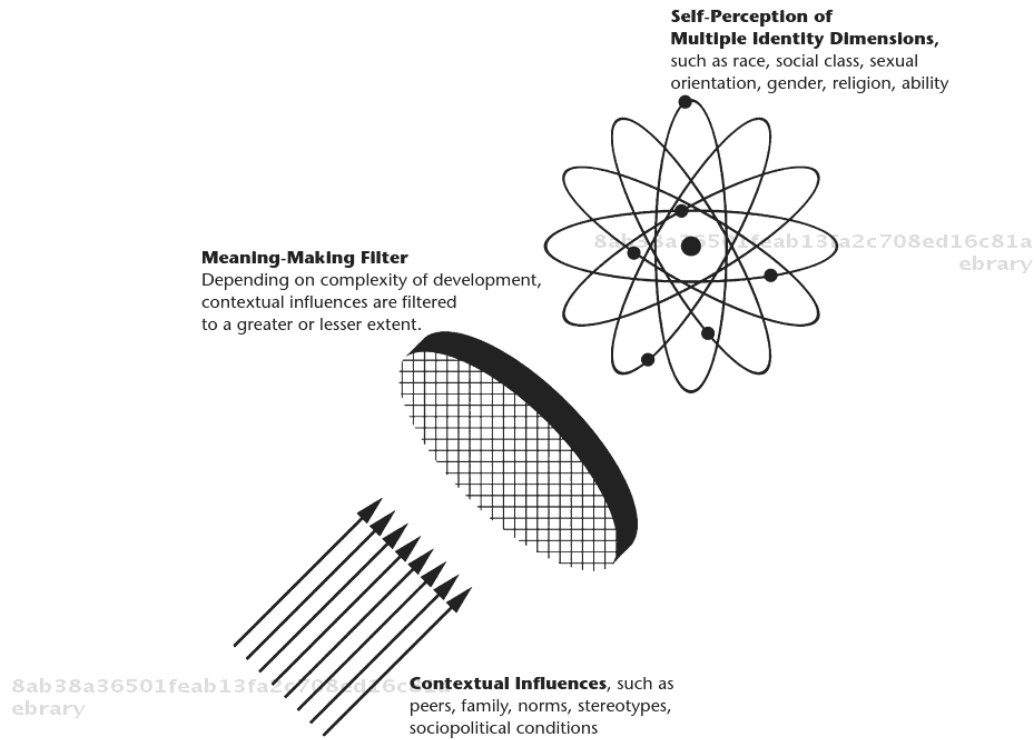 Self-Perception of
Multiple Identity Dimensions,
such as race, social class, sexual
orientation, gender, religion, ability
8ab38a36501feab13fa2c708ed16c81a
ebrary
Meaning-Making Filter
Depending on complexity of development,
contextual influences are filtered
to a greater or lesser extent.
8ab38a36501feab13fa2c708ed16c81a
ebrary
Contextual Influences, such as
peers, family, norms, stereotypes,
sociopolitical conditions